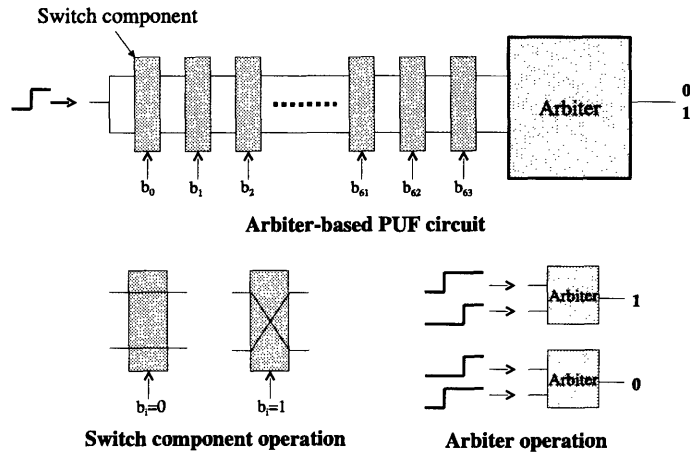 Switch component
Arbiter
0
1
b₀ b₁ b₂ b₆₁ b₆₂ b₆₃
Arbiter-based PUF circuit
Arbiter 1
Arbiter 0
bᵢ=0 bᵢ=1
Switch component operation
Arbiter operation